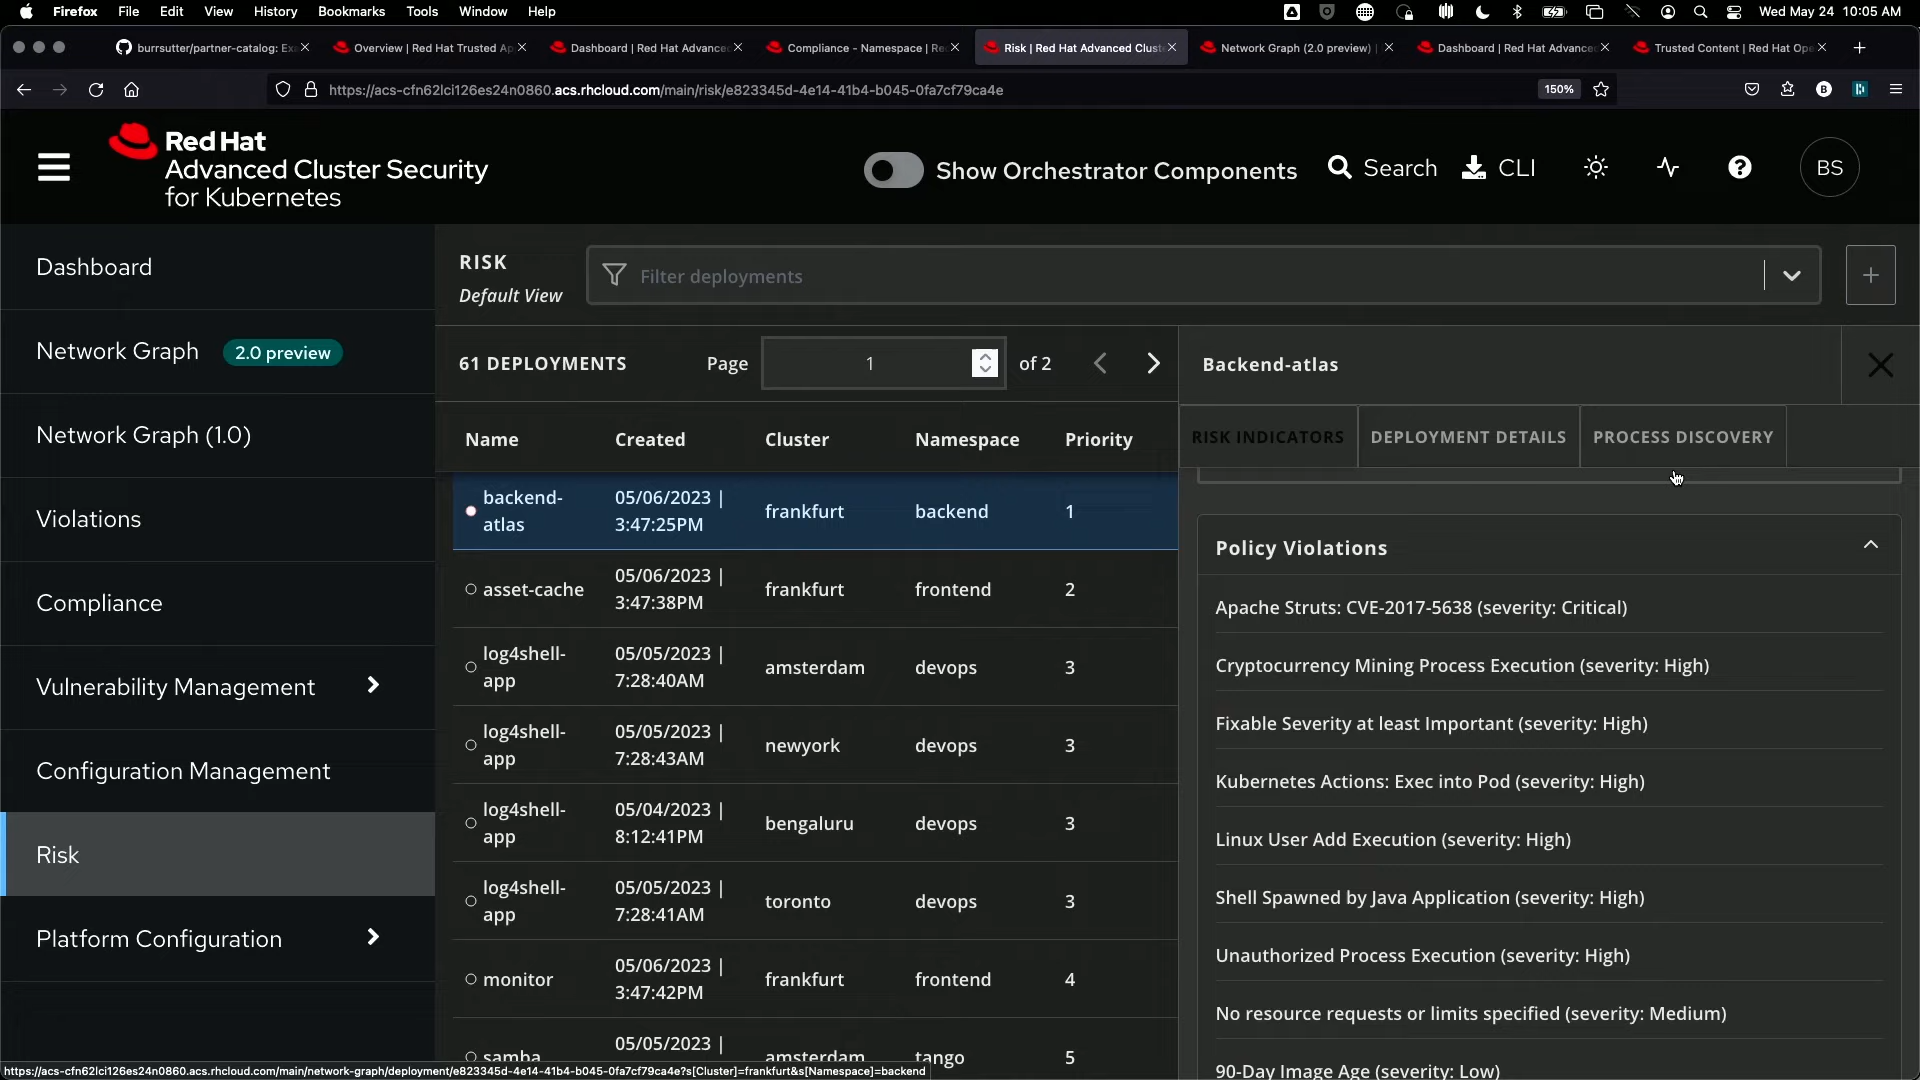 Firefox File Edit View History Bookmarks Tools Window Help
Wed May 24 10:05 AM
burrsutter/partner-catalog: Ex
Overview | Red Hat Trusted Ap
Dashboard | Red Hat Advance
Compliance - Namespace | Re
Risk | Red Hat Advanced Clust
Network Graph (2.0 preview) |
Dashboard | Red Hat Advance
Trusted Content | Red Hat Ope
https://acs-cfn62lci126es24n0860.acs.rhcloud.com/main/risk/e823345d-4e14-41b4-b045-0fa7cf79ca4e
150%
B
Red Hat
Advanced Cluster Security
for Kubernetes
Show Orchestrator Components
Search
CLI
BS
Dashboard
Network Graph 2.0 preview
Network Graph (1.0)
Violations
Compliance
Vulnerability Management
Configuration Management
Risk
Platform Configuration
RISK
Default View
Filter deployments
61 DEPLOYMENTS
Page 1 of 2
Name Created Cluster Namespace Priority
backend-atlas 05/06/2023 | 3:47:25PM frankfurt backend 1
asset-cache 05/06/2023 | 3:47:38PM frankfurt frontend 2
log4shell-app 05/05/2023 | 7:28:40AM amsterdam devops 3
log4shell-app 05/05/2023 | 7:28:43AM newyork devops 3
log4shell-app 05/04/2023 | 8:12:41PM bengaluru devops 3
log4shell-app 05/05/2023 | 7:28:41AM toronto devops 3
monitor 05/06/2023 | 3:47:42PM frankfurt frontend 4
samba 05/05/2023 | amsterdam tango 5
Backend-atlas
RISK INDICATORS DEPLOYMENT DETAILS PROCESS DISCOVERY
Policy Violations
Apache Struts: CVE-2017-5638 (severity: Critical)
Cryptocurrency Mining Process Execution (severity: High)
Fixable Severity at least Important (severity: High)
Kubernetes Actions: Exec into Pod (severity: High)
Linux User Add Execution (severity: High)
Shell Spawned by Java Application (severity: High)
Unauthorized Process Execution (severity: High)
No resource requests or limits specified (severity: Medium)
90-Day Image Age (severity: Low)
https://acs-cfn62lci126es24n0860.acs.rhcloud.com/main/network-graph/deployment/e823345d-4e14-41b4-b045-0fa7cf79ca4e?s[Cluster]=frankfurt&s[Namespace]=backend